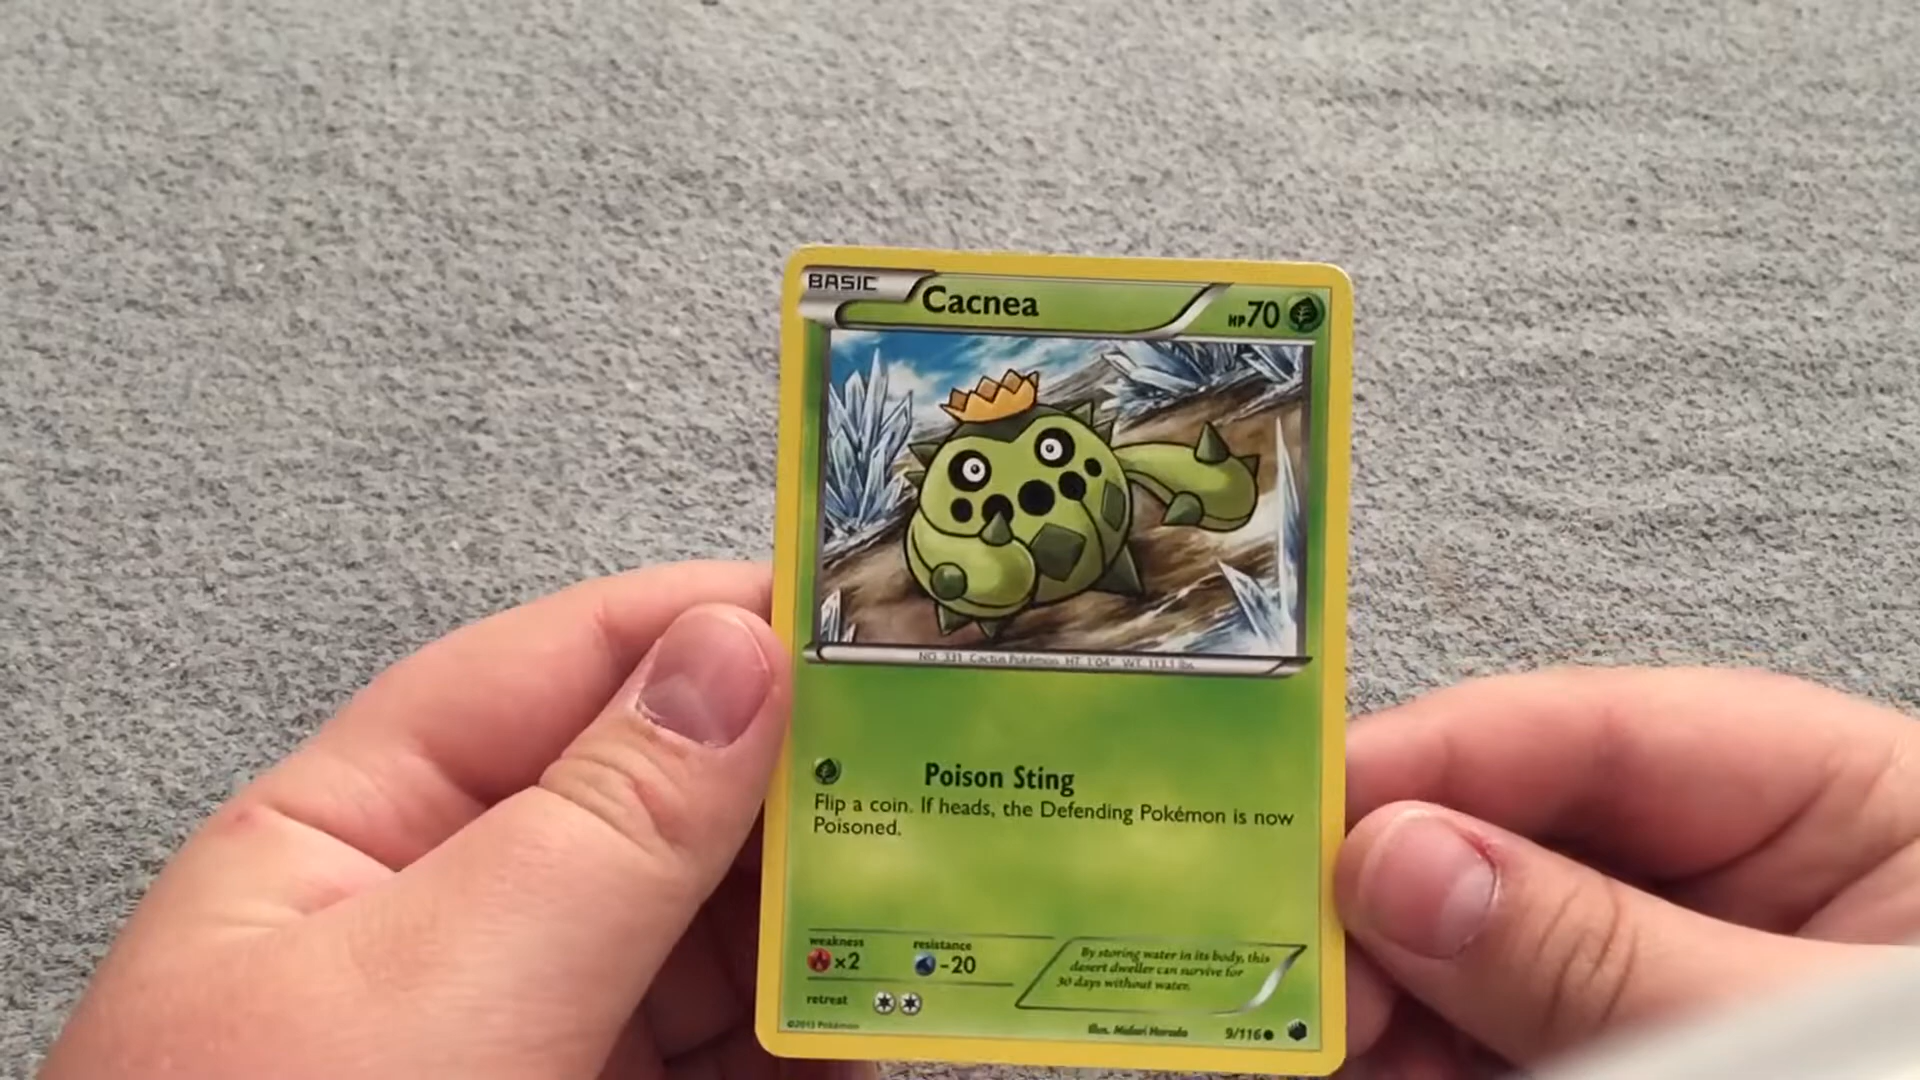 BASIC
Cacnea
HP70
NO. 331 Cactus Pokémon HT. 1'04" WT. 113.1 lbs.
Poison Sting
Flip a coin. If heads, the Defending Pokémon is now
Poisoned.
weakness
×2
resistance
-20
By storing water in its body, this
desert dweller can survive for
30 days without water.
retreat
©2013 Pokémon
Illus. Midori Harada
9/116